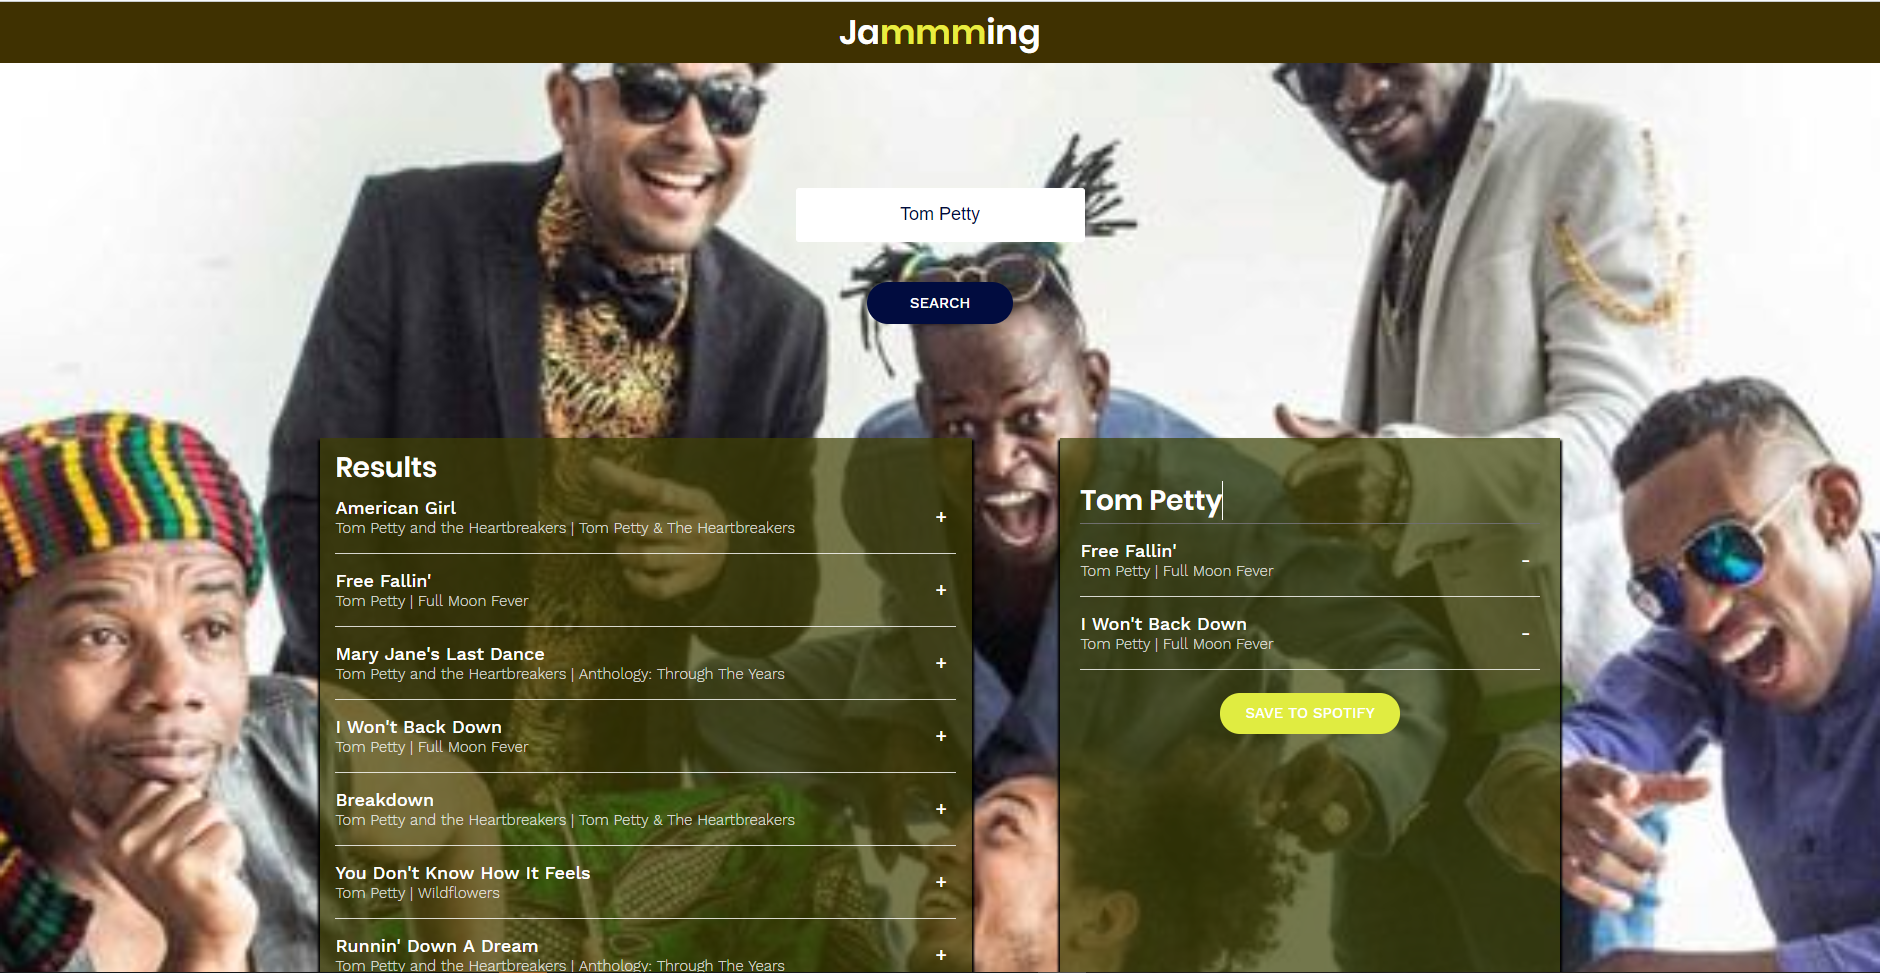 Jammming
Tom Petty
SEARCH
Results
American Girl
Tom Petty and the Heartbreakers | Tom Petty & The Heartbreakers
+
Free Fallin'
Tom Petty | Full Moon Fever
+
Mary Jane's Last Dance
Tom Petty and the Heartbreakers | Anthology: Through The Years
+
I Won't Back Down
Tom Petty | Full Moon Fever
+
Breakdown
Tom Petty and the Heartbreakers | Tom Petty & The Heartbreakers
+
You Don't Know How It Feels
Tom Petty | Wildflowers
+
Runnin' Down A Dream
Tom Petty and the Heartbreakers | Anthology: Through The Years
+
Tom Petty
Free Fallin'
Tom Petty | Full Moon Fever
-
I Won't Back Down
Tom Petty | Full Moon Fever
-
SAVE TO SPOTIFY